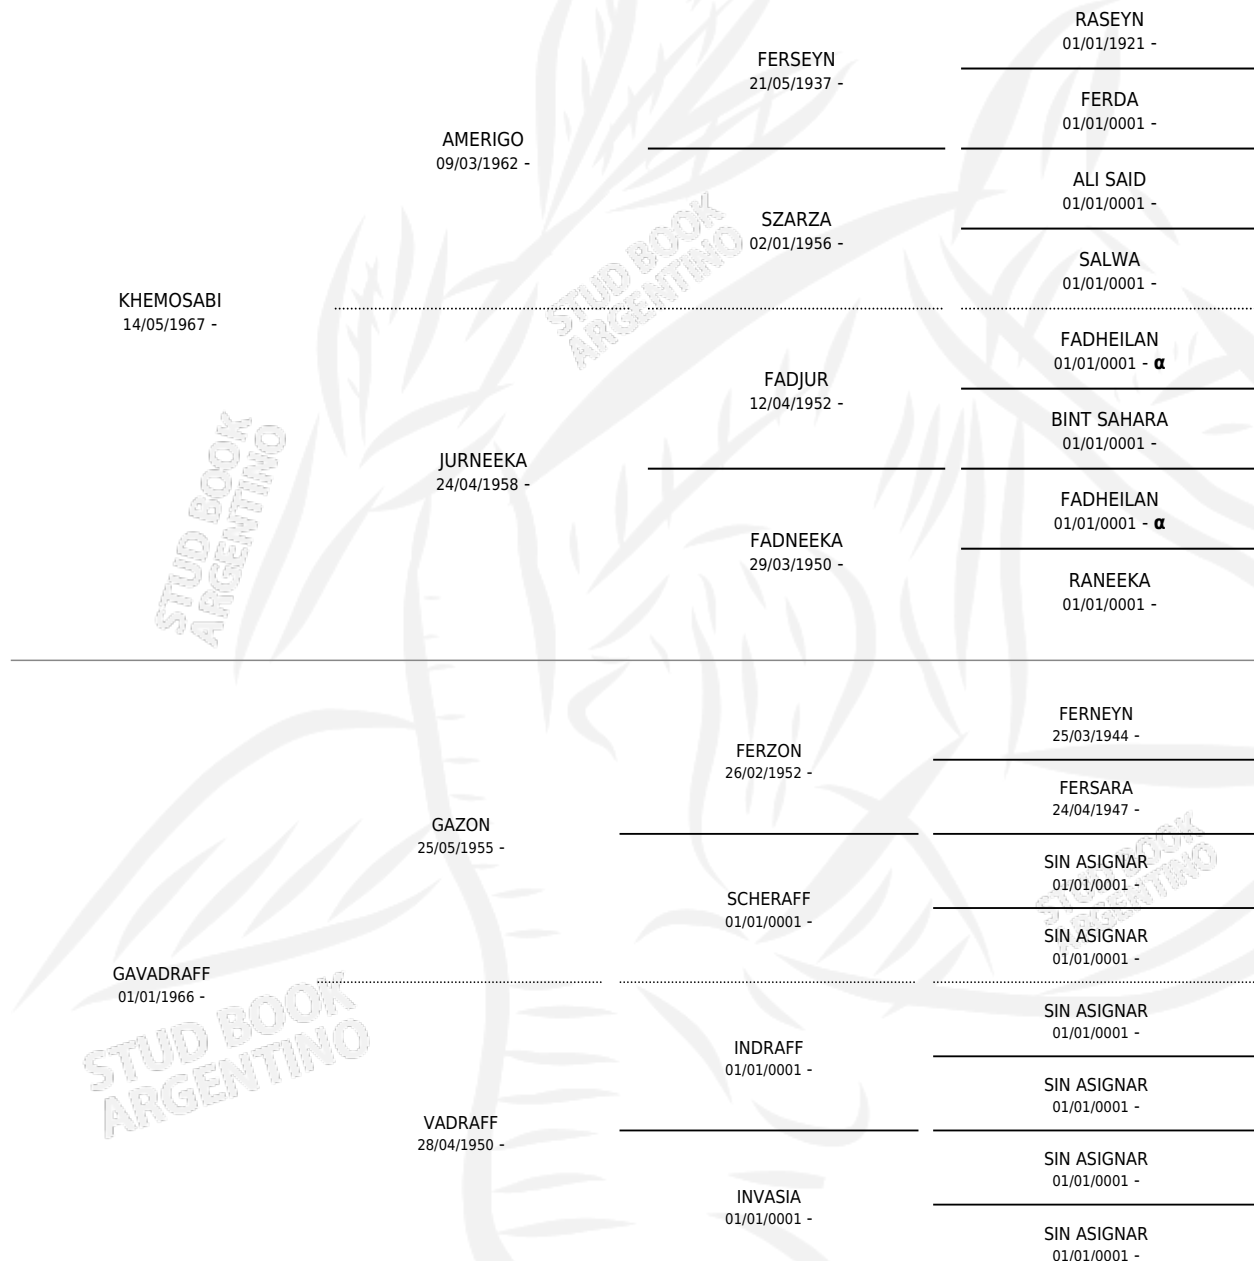 RASEYN
01/01/1921 -
FERSEYN
21/05/1937 -
FERDA
01/01/0001 -
AMERIGO
09/03/1962 -
ALI SAID
01/01/0001 -
SZARZA
02/01/1956 -
SALWA
01/01/0001 -
KHEMOSABI
14/05/1967 -
FADHEILAN
01/01/0001 - α
FADJUR
12/04/1952 -
BINT SAHARA
01/01/0001 -
JURNEEKA
24/04/1958 -
FADHEILAN
01/01/0001 - α
FADNEEKA
29/03/1950 -
RANEEKA
01/01/0001 -
STUD BOOK
ARGENTINO
STUD BOOK
ARGENTINO
FERNEYN
25/03/1944 -
FERZON
26/02/1952 -
FERSARA
24/04/1947 -
GAZON
25/05/1955 -
SIN ASIGNAR
01/01/0001 -
SCHERAFF
01/01/0001 -
SIN ASIGNAR
01/01/0001 -
GAVADRAFF
01/01/1966 -
SIN ASIGNAR
01/01/0001 -
INDRAFF
01/01/0001 -
SIN ASIGNAR
01/01/0001 -
VADRAFF
28/04/1950 -
SIN ASIGNAR
01/01/0001 -
INVASIA
01/01/0001 -
SIN ASIGNAR
01/01/0001 -
STUD BOOK
ARGENTINO
STUD BOOK
ARGENTINO